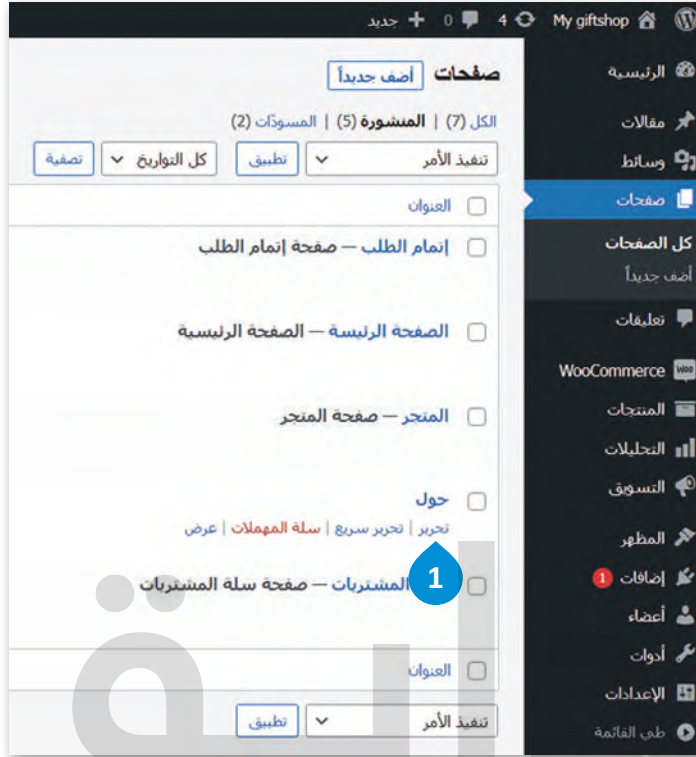 My giftshop 4 0 + جديد
الرئيسية
مقالات
وسائط
صفحات
كل الصفحات
أضف جديداً
تعليقات
WooCommerce
المنتجات
التحليلات
التسويق
المظهر
إضافات 1
أعضاء
أدوات
الإعدادات
طي القائمة
صفحات أضف جديداً
الكل (7) | المنشورة (5) | المسودّات (2)
تنفيذ الأمر تطبيق كل التواريخ تصفية
العنوان
إتمام الطلب — صفحة إتمام الطلب
الصفحة الرئيسة — الصفحة الرئيسية
المتجر — صفحة المتجر
حول
تحرير | تحرير سريع | سلة المهملات | عرض
1
المشتريات — صفحة سلة المشتريات
العنوان
تنفيذ الأمر تطبيق